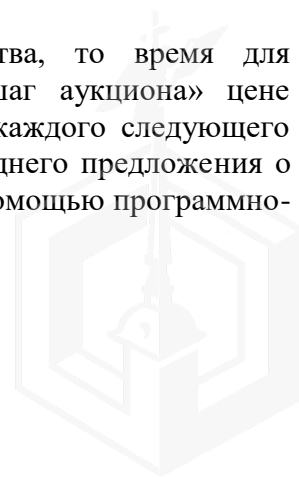 тва, то время для
шаг аукциона» цене
каждого следующего
днего предложения о
омощью программно-